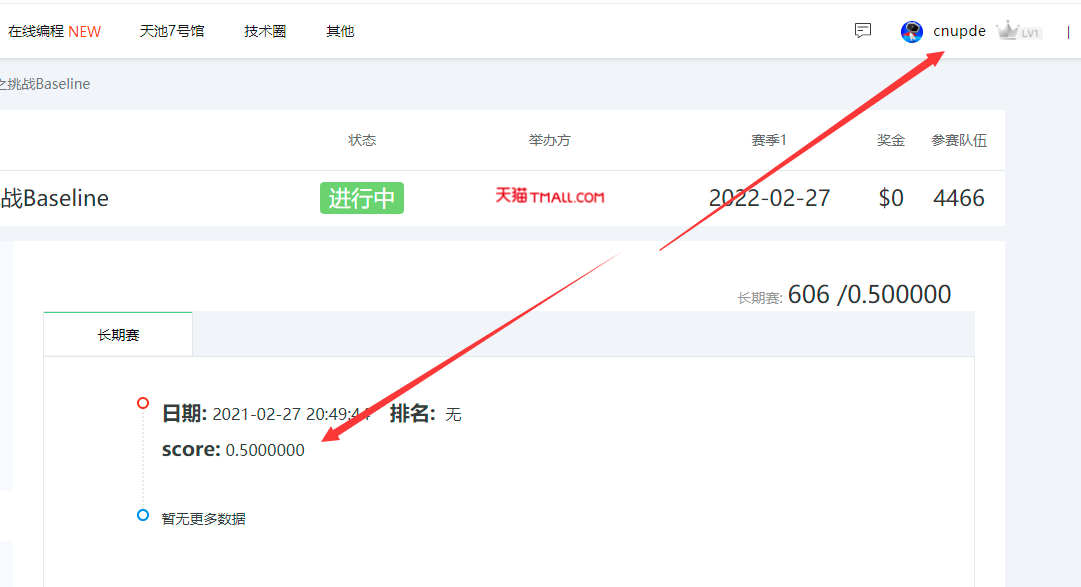 在线编程 NEW 天池7号馆 技术圈 其他 cnupde LV1
之挑战Baseline
状态 举办方 赛季1 奖金 参赛队伍
战Baseline 进行中 天猫 TMALL.COM 2022-02-27 $0 4466
长期赛: 606 /0.500000
长期赛
日期: 2021-02-27 20:49:44 排名: 无
score: 0.5000000
暂无更多数据